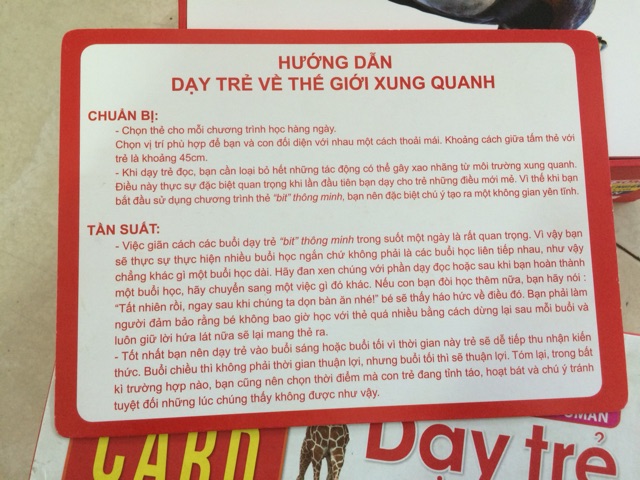 HƯỚNG DẪN
DẠY TRẺ VỀ THẾ GIỚI XUNG QUANH
CHUẨN BỊ:
- Chọn thẻ cho mỗi chương trình học hàng ngày.
Chọn vị trí phù hợp để bạn và con đối diện với nhau một cách thoải mái. Khoảng cách giữa tấm thẻ với
trẻ là khoảng 45cm.
- Khi dạy trẻ đọc, bạn cần loại bỏ hết những tác động có thể gây xao nhãng từ môi trường xung quanh.
Điều này thực sự đặc biệt quan trọng khi lần đầu tiên bạn dạy cho trẻ những điều mới mẻ. Vì thế khi bạn
bắt đầu sử dụng chương trình thẻ "bit" thông minh, bạn nên đặc biệt chú ý tạo ra một không gian yên tĩnh.
TẦN SUẤT:
- Việc giãn cách các buổi dạy trẻ "bit" thông minh trong suốt một ngày là rất quan trọng. Vì vậy bạn
sẽ thực sự thực hiện nhiều buổi học ngắn chứ không phải là các buổi học liên tiếp nhau, như vậy
chẳng khác gì một buổi học dài. Hãy đan xen chúng với phần dạy đọc hoặc sau khi bạn hoàn thành
một buổi học, hãy chuyển sang một việc gì đó khác. Nếu con bạn đòi học thêm nữa, bạn hãy nói :
"Tất nhiên rồi, ngay sau khi chúng ta dọn bàn ăn nhé!" bé sẽ thấy háo hức về điều đó. Bạn phải làm
người đảm bảo rằng bé không bao giờ học với thẻ quá nhiều bằng cách dừng lại sau mỗi buổi và
luôn giữ lời hứa lát nữa sẽ lại mang thẻ ra.
- Tốt nhất bạn nên dạy trẻ vào buổi sáng hoặc buổi tối vì thời gian này trẻ sẽ dễ tiếp thu nhận kiến
thức. Buổi chiều thì không phải thời gian thuận lợi, nhưng buổi tối thì sẽ thuận lợi. Tóm lại, trong bất
kì trường hợp nào, bạn cũng nên chọn thời điểm mà con trẻ đang tỉnh táo, hoạt bát và chú ý tránh
tuyệt đối những lúc chúng thấy không được như vậy.
CARD
Dạy trẻ